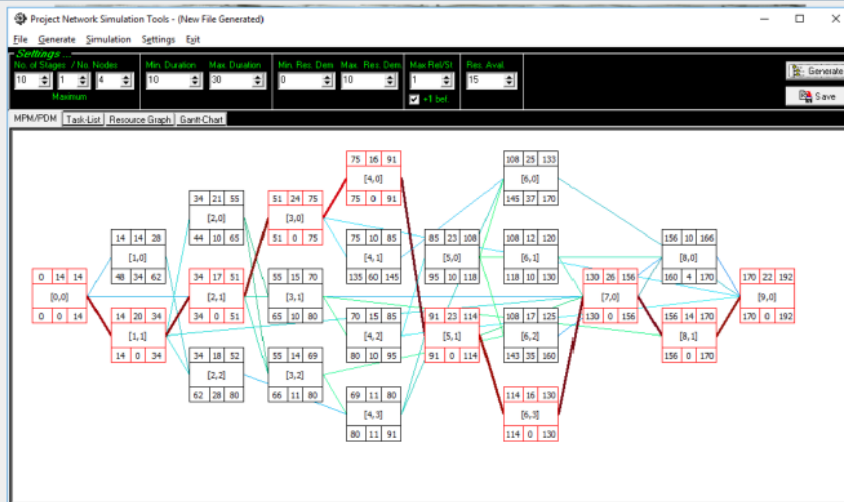 Project Network Simulation Tools - (New File Generated)
File Generate Simulation Settings Exit
Settings ...
No. of Stages / No. Nodes Min. Duration Max. Duration Min. Res. Dem Max. Res. Dem Max Rel/St Res. Aval.
10 1 4 10 30 0 10 1 15
Maximum +1 bel.
Generate
Save
MPM/PDM Task-List Resource Graph Gantt-Chart
0 14 14
[0,0]
0 0 14
14 14 28
[1,0]
48 34 62
14 20 34
[1,1]
14 0 34
34 21 55
[2,0]
44 10 65
34 17 51
[2,1]
34 0 51
34 18 52
[2,2]
62 28 80
51 24 75
[3,0]
51 0 75
55 15 70
[3,1]
65 10 80
55 14 69
[3,2]
66 11 80
75 16 91
[4,0]
75 0 91
75 10 85
[4,1]
135 60 145
70 15 85
[4,2]
80 10 95
69 11 80
[4,3]
80 11 91
85 23 108
[5,0]
95 10 118
91 23 114
[5,1]
91 0 114
108 25 133
[6,0]
145 37 170
108 12 120
[6,1]
118 10 130
108 17 125
[6,2]
143 35 160
114 16 130
[6,3]
114 0 130
130 26 156
[7,0]
130 0 156
156 10 166
[8,0]
160 4 170
156 14 170
[8,1]
156 0 170
170 22 192
[9,0]
170 0 192